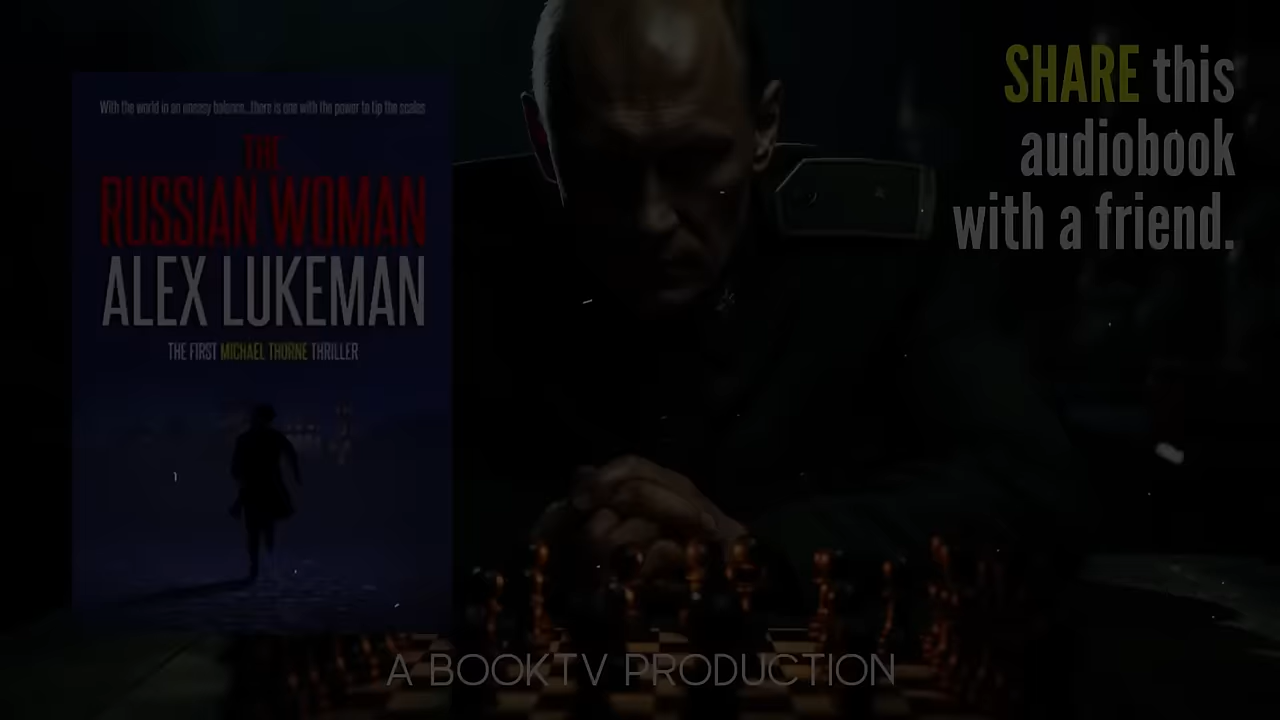 With the world in an uneasy balance...there is one with the power to tip the scales
THE
RUSSIAN WOMAN
ALEX LUKEMAN
THE FIRST MICHAEL THORNE THRILLER
SHARE this
audiobook
with a friend.
A BOOKTV PRODUCTION